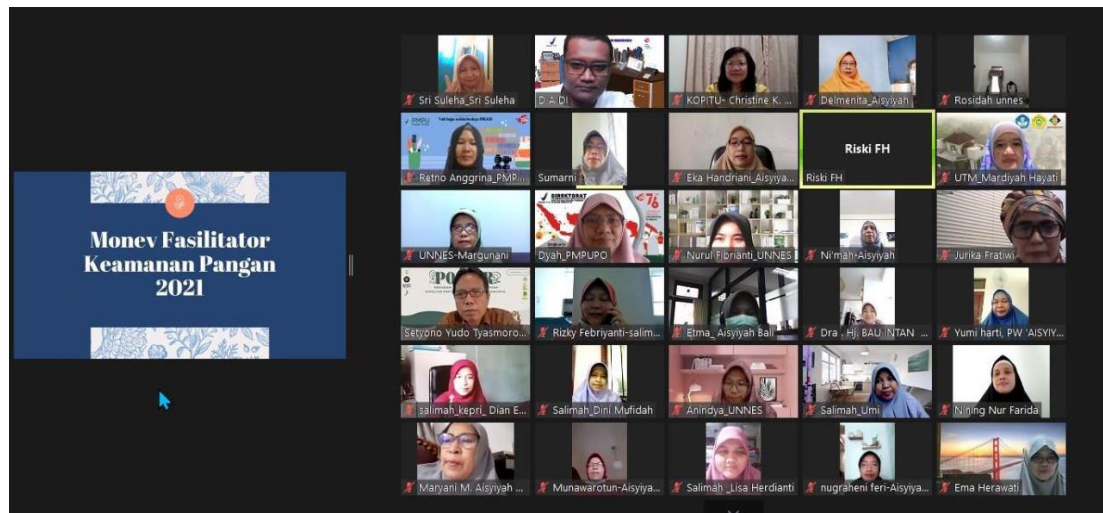 Monev Fasilitator
Keamanan Pangan
2021
Sri Suleha_Sri Suleha
D A DI
KOPITU- Christine K. ...
Delmenita_Aisyiyah
Rosidah unnes
PMPU
Retno Anggrina_PMP...
Sumarni
Eka Handriani_Aisyiya...
Riski FH
Riski FH
UTM_Mardiyah Hayati
UNNES-Margunani
DIREKTORAT
76
Dyah_PMPUPO
Nurul Fibrianti_UNNES
Ni'mah-Aisyiyah
Jurika Fratiwi
Setyono Yudo Tyasmoro...
Rizky Febriyanti-salim...
Etma_ Aisyiyah Bali
Dra . Hj. BAU INTAN ...
Yumi harti, PW 'AISYIY...
salimah_kepri_ Dian E...
Salimah_Dini Mufidah
Anindya_UNNES
Salimah_Umi
Nining Nur Farida
Maryani M. Aisyiyah ...
Munawarotun-Aisyiya...
Salimah _Lisa Herdianti
nugraheni feri-Aisyiya...
Ema Herawati